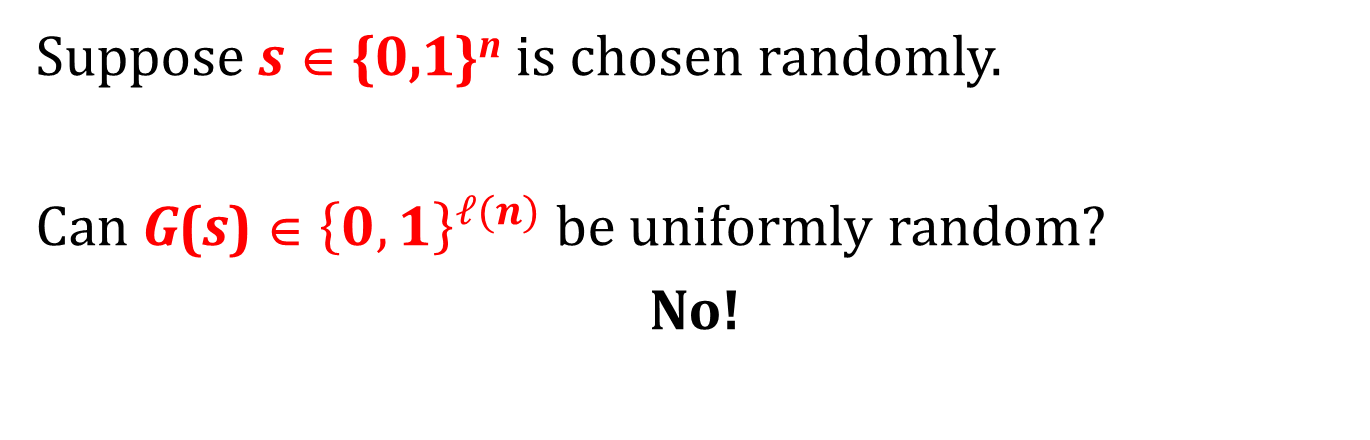 Suppose s ∈ {0,1}ⁿ is chosen randomly.
Can G(s) ∈ {0, 1}^ℓ(n) be uniformly random?
No!